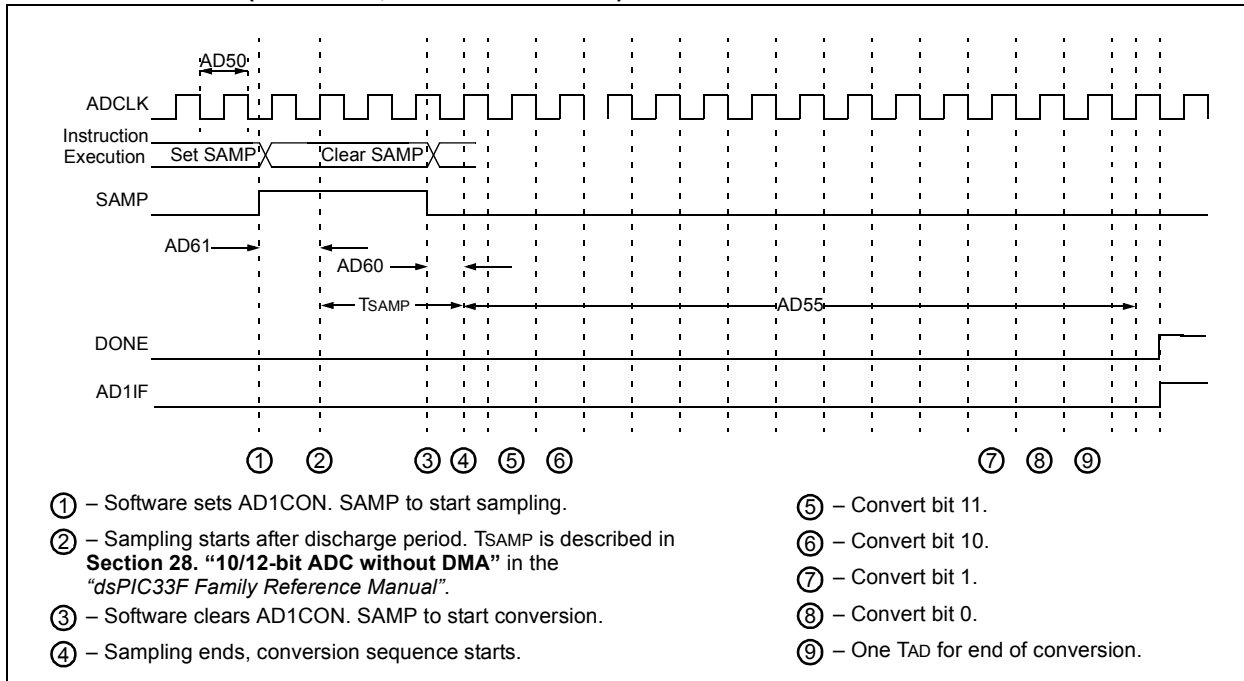 AD50
ADCLK
Instruction
Execution
Set SAMP
Clear SAMP
SAMP
AD61
AD60
TSAMP
AD55
DONE
AD1IF
① ② ③ ④ ⑤ ⑥ ⑦ ⑧ ⑨
① – Software sets AD1CON. SAMP to start sampling.
② – Sampling starts after discharge period. TSAMP is described in
Section 28. “10/12-bit ADC without DMA” in the
“dsPIC33F Family Reference Manual”.
③ – Software clears AD1CON. SAMP to start conversion.
④ – Sampling ends, conversion sequence starts.
⑤ – Convert bit 11.
⑥ – Convert bit 10.
⑦ – Convert bit 1.
⑧ – Convert bit 0.
⑨ – One TAD for end of conversion.